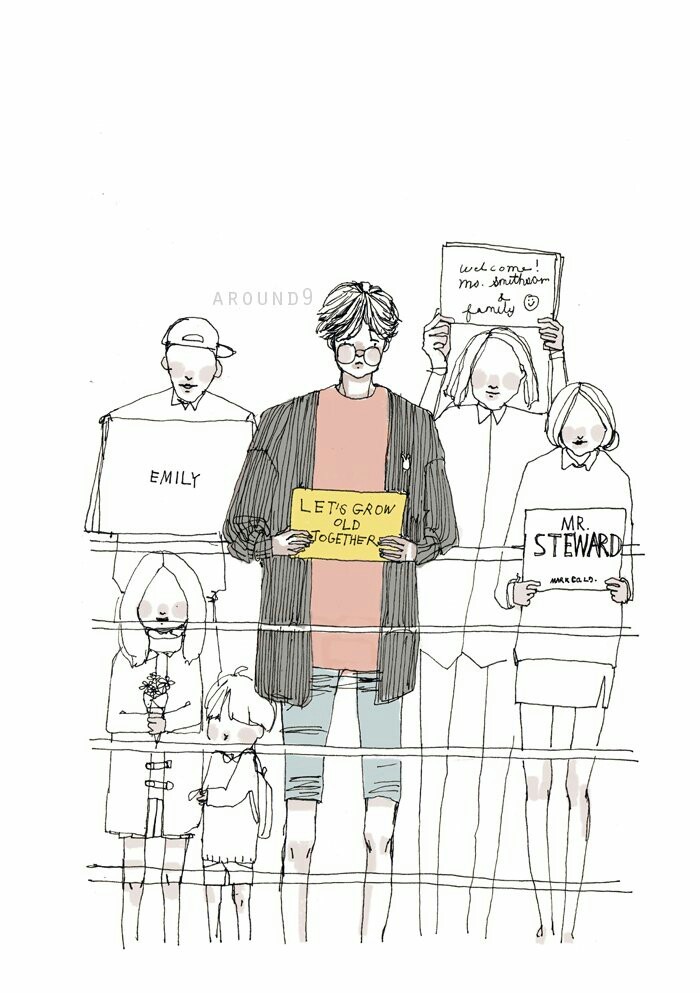 AROUND9
welcome!
ms. Smithson
&
family
EMILY
LET'S GROW
OLD
TOGETHER
MR.
STEWARD